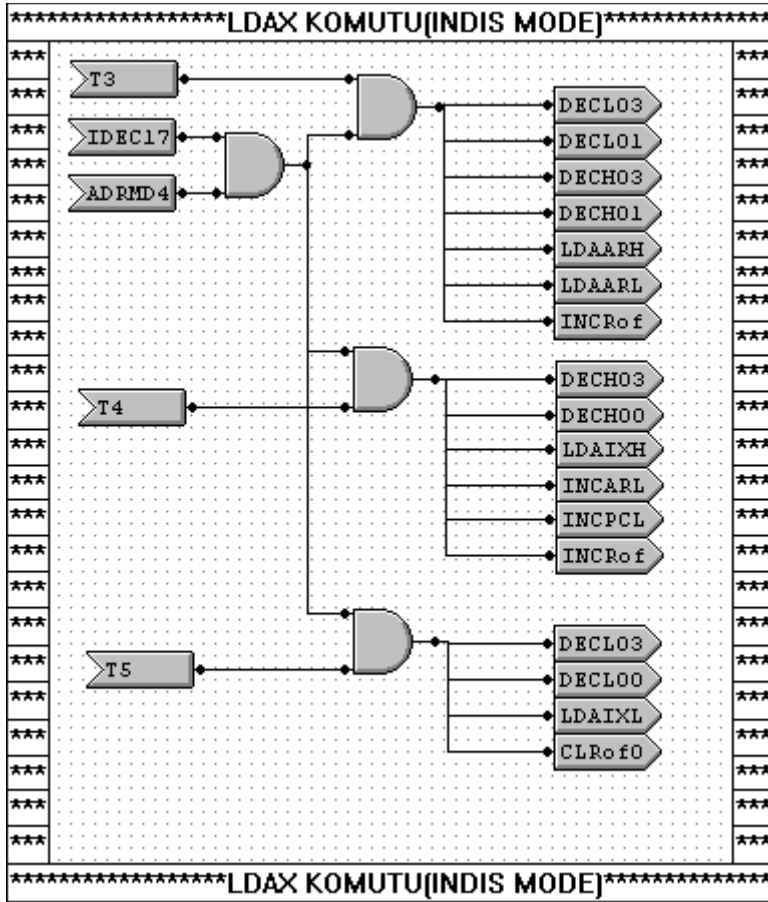 ******************LDAX KOMUTU(INDIS MODE)**************
T3
IDEC17
ADRMD4
DECL03
DECL01
DECH03
DECH01
LDAARH
LDAARL
INCRof
T4
DECH03
DECH00
LDAIXH
INCARL
INCPCL
INCRof
T5
DECL03
DECL00
LDAIXL
CLRof0
******************LDAX KOMUTU(INDIS MODE)**************